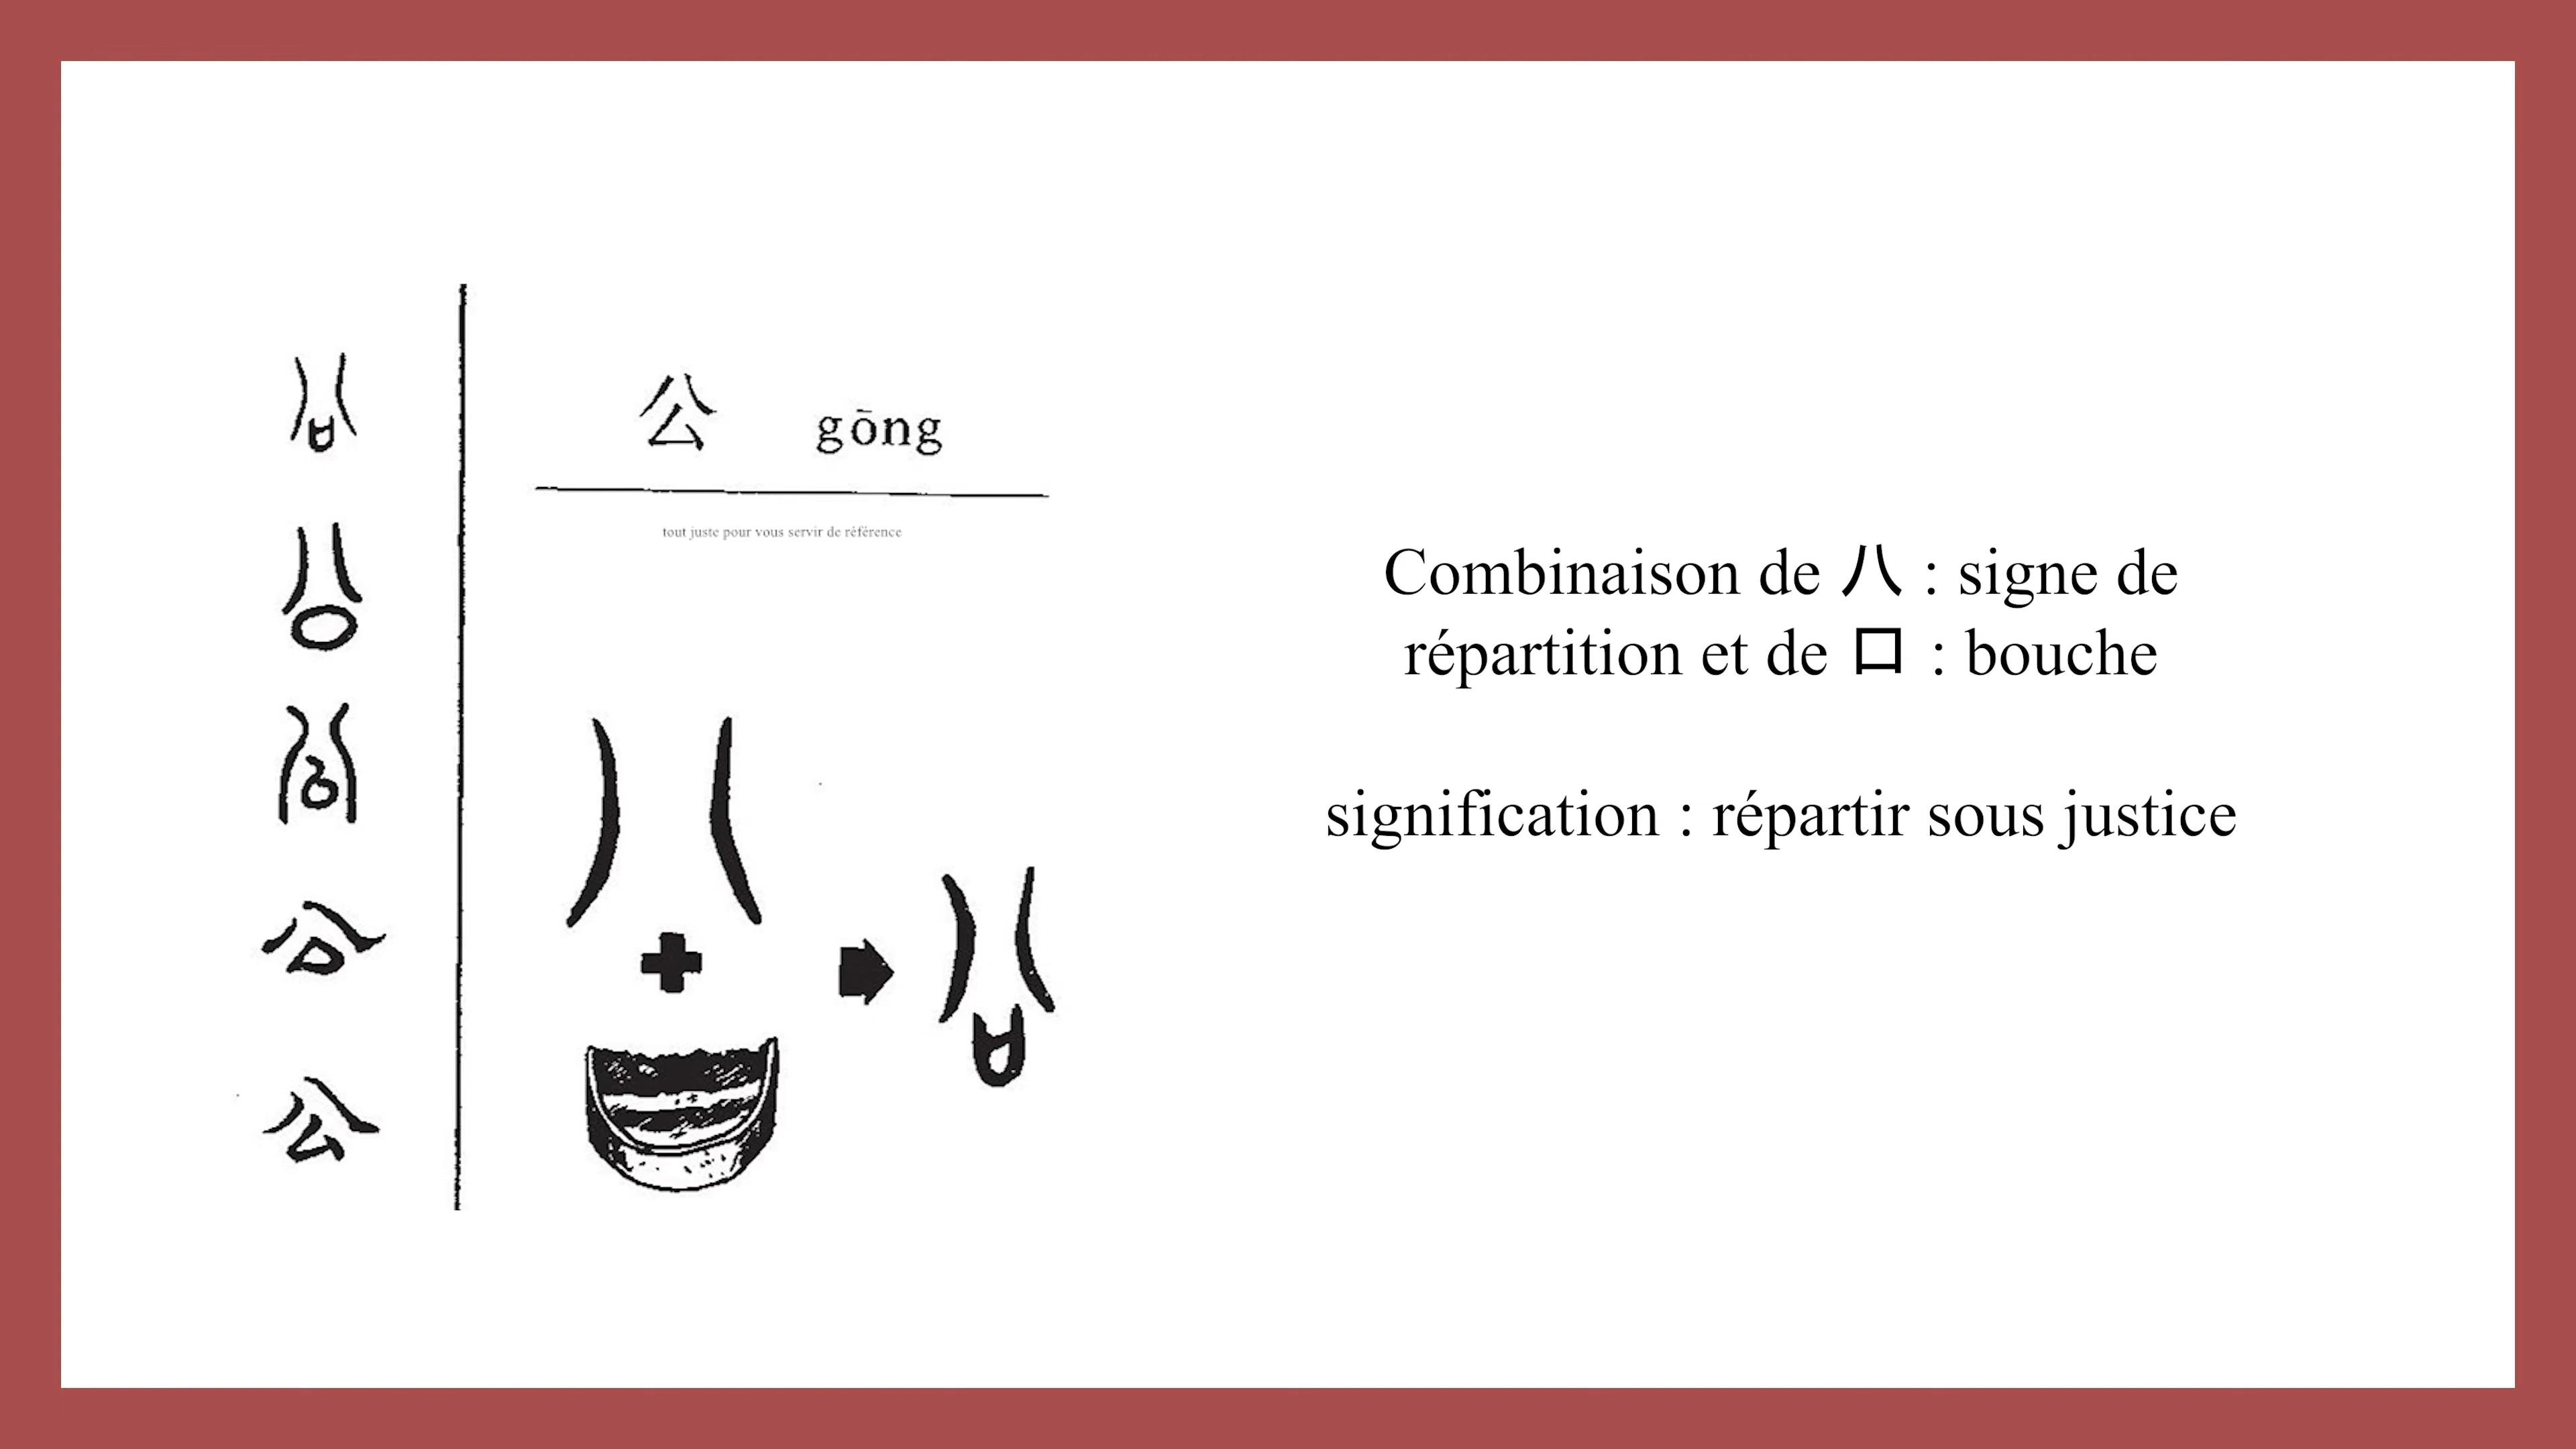 公 gōng
tout juste pour vous servir de référence
Combinaison de 八 : signe de
répartition et de 口 : bouche
signification : répartir sous justice